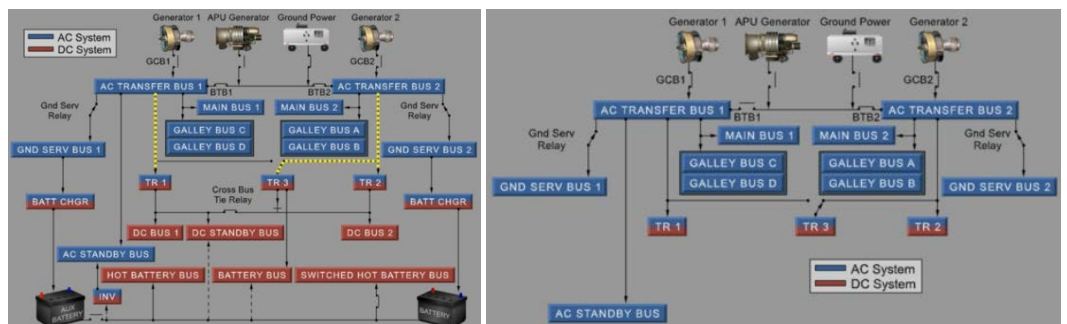 Generator 1
APU Generator
Ground Power
Generator 2
AC System
DC System
GCB1
GCB2
AC TRANSFER BUS 1
BTB1
BTB2
AC TRANSFER BUS 2
Gnd Serv
Relay
MAIN BUS 1
MAIN BUS 2
Gnd Serv
Relay
GALLEY BUS C
GALLEY BUS A
GND SERV BUS 1
GALLEY BUS D
GALLEY BUS B
GND SERV BUS 2
TR 1
TR 3
TR 2
BATT CHGR
Cross Bus
Tie Relay
BATT CHGR
DC BUS 1
DC STANDBY BUS
DC BUS 2
AC STANDBY BUS
HOT BATTERY BUS
BATTERY BUS
SWITCHED HOT BATTERY BUS
INV
AUX
BATTERY
BATTERY
Generator 1
APU Generator
Ground Power
Generator 2
GCB1
GCB2
AC TRANSFER BUS 1
BTB1
BTB2
AC TRANSFER BUS 2
Gnd Serv
Relay
MAIN BUS 1
MAIN BUS 2
Gnd Serv
Relay
GALLEY BUS C
GALLEY BUS A
GND SERV BUS 1
GALLEY BUS D
GALLEY BUS B
GND SERV BUS 2
TR 1
TR 3
TR 2
AC System
DC System
AC STANDBY BUS